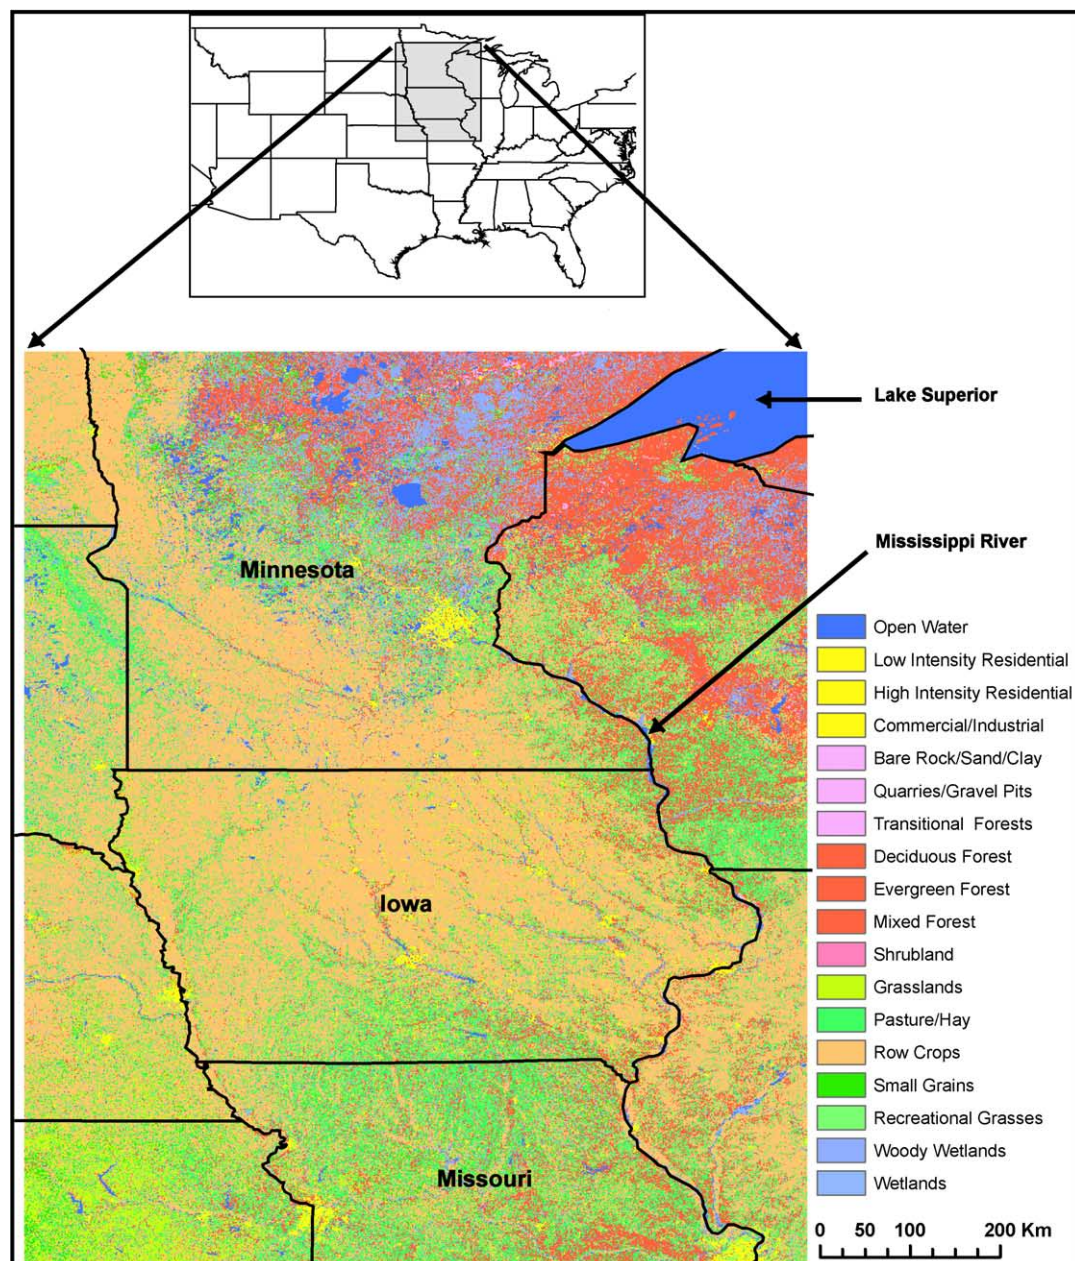 Lake Superior
Mississippi River
Minnesota
Iowa
Missouri
Open Water
Low Intensity Residential
High Intensity Residential
Commercial/Industrial
Bare Rock/Sand/Clay
Quarries/Gravel Pits
Transitional Forests
Deciduous Forest
Evergreen Forest
Mixed Forest
Shrubland
Grasslands
Pasture/Hay
Row Crops
Small Grains
Recreational Grasses
Woody Wetlands
Wetlands
0 50 100 200 Km